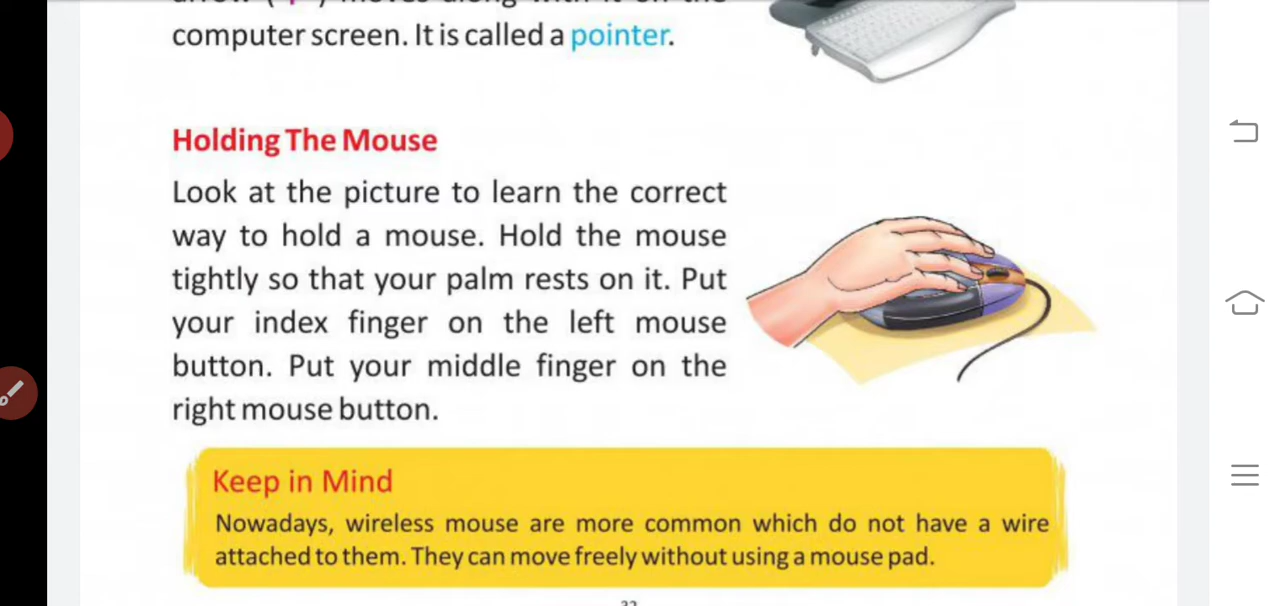 computer screen. It is called a pointer.
Holding The Mouse
Look at the picture to learn the correct
way to hold a mouse. Hold the mouse
tightly so that your palm rests on it. Put
your index finger on the left mouse
button. Put your middle finger on the
right mouse button.
Keep in Mind
Nowadays, wireless mouse are more common which do not have a wire
attached to them. They can move freely without using a mouse pad.